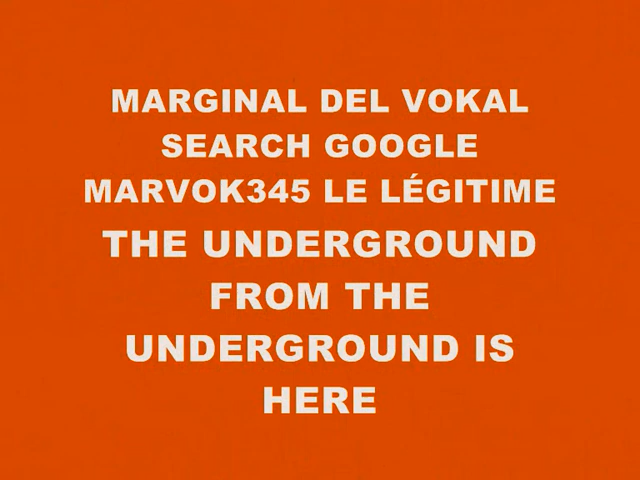 MARGINAL DEL VOKAL
SEARCH GOOGLE
MARVOK345 LE LÉGITIME
THE UNDERGROUND
FROM THE
UNDERGROUND IS
HERE